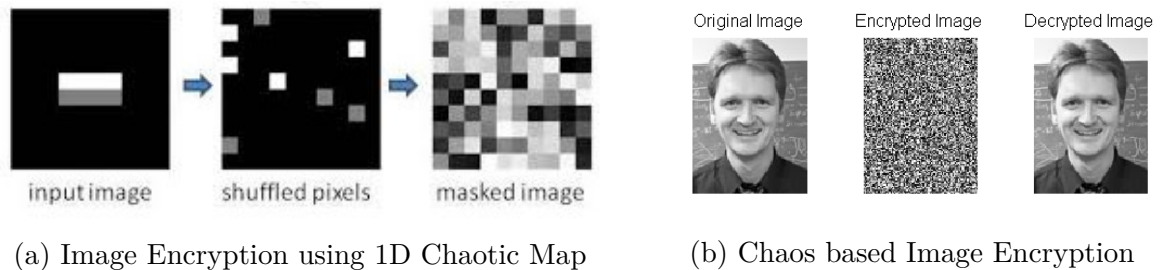 input image
shuffled pixels
masked image
(a) Image Encryption using 1D Chaotic Map
Original Image
Encrypted Image
Decrypted Image
(b) Chaos based Image Encryption